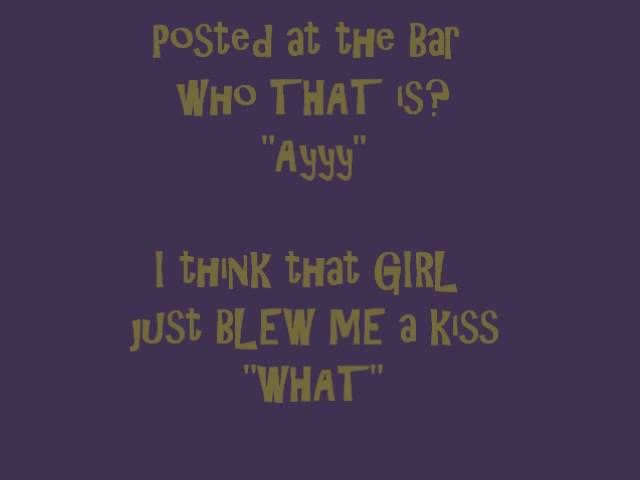 Posted at the Bar
WHO THAT is?
"Ayyy"
I think that GIRL
just BLEW ME a Kiss
"WHAT"